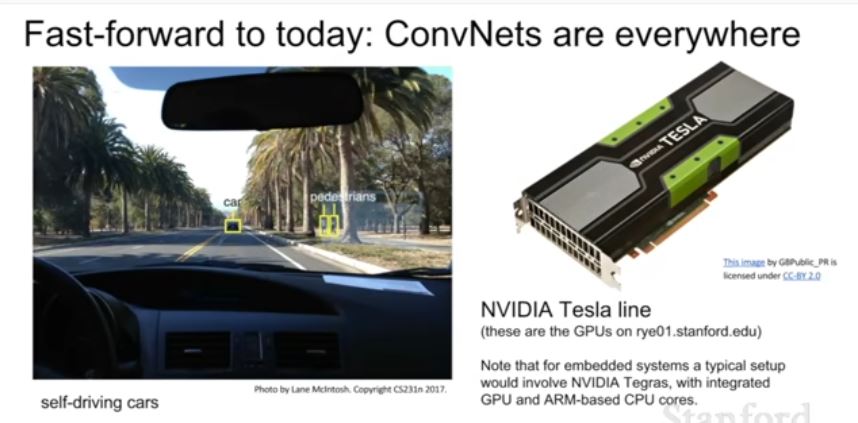 Fast-forward to today: ConvNets are everywhere
car
pedestrians
NVIDIA TESLA
This image by GBPublic_PR is
licensed under CC-BY 2.0
NVIDIA Tesla line
(these are the GPUs on rye01.stanford.edu)
Note that for embedded systems a typical setup
would involve NVIDIA Tegras, with integrated
GPU and ARM-based CPU cores.
Photo by Lane McIntosh. Copyright CS231n 2017.
self-driving cars
Stanford